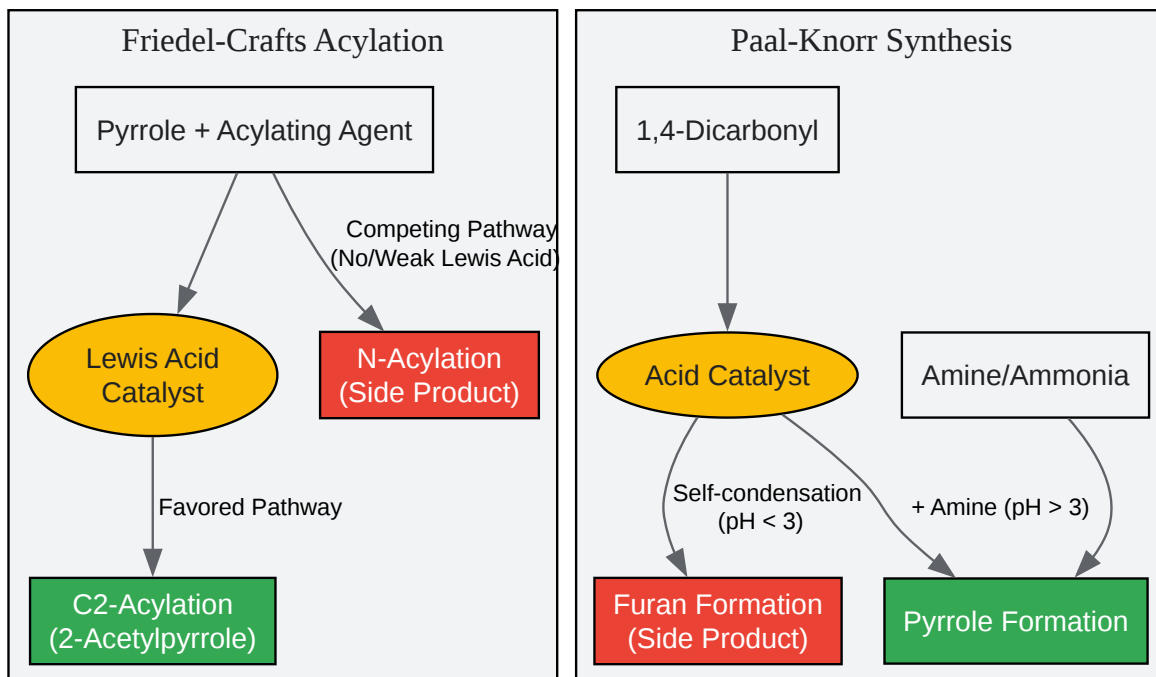 Friedel-Crafts Acylation
Pyrrole + Acylating Agent
Competing Pathway
(No/Weak Lewis Acid)
Lewis Acid
Catalyst
N-Acylation
(Side Product)
Favored Pathway
C2-Acylation
(2-Acetylpyrrole)
Paal-Knorr Synthesis
1,4-Dicarbonyl
Acid Catalyst
Amine/Ammonia
Self-condensation
(pH < 3)
+ Amine (pH > 3)
Furan Formation
(Side Product)
Pyrrole Formation